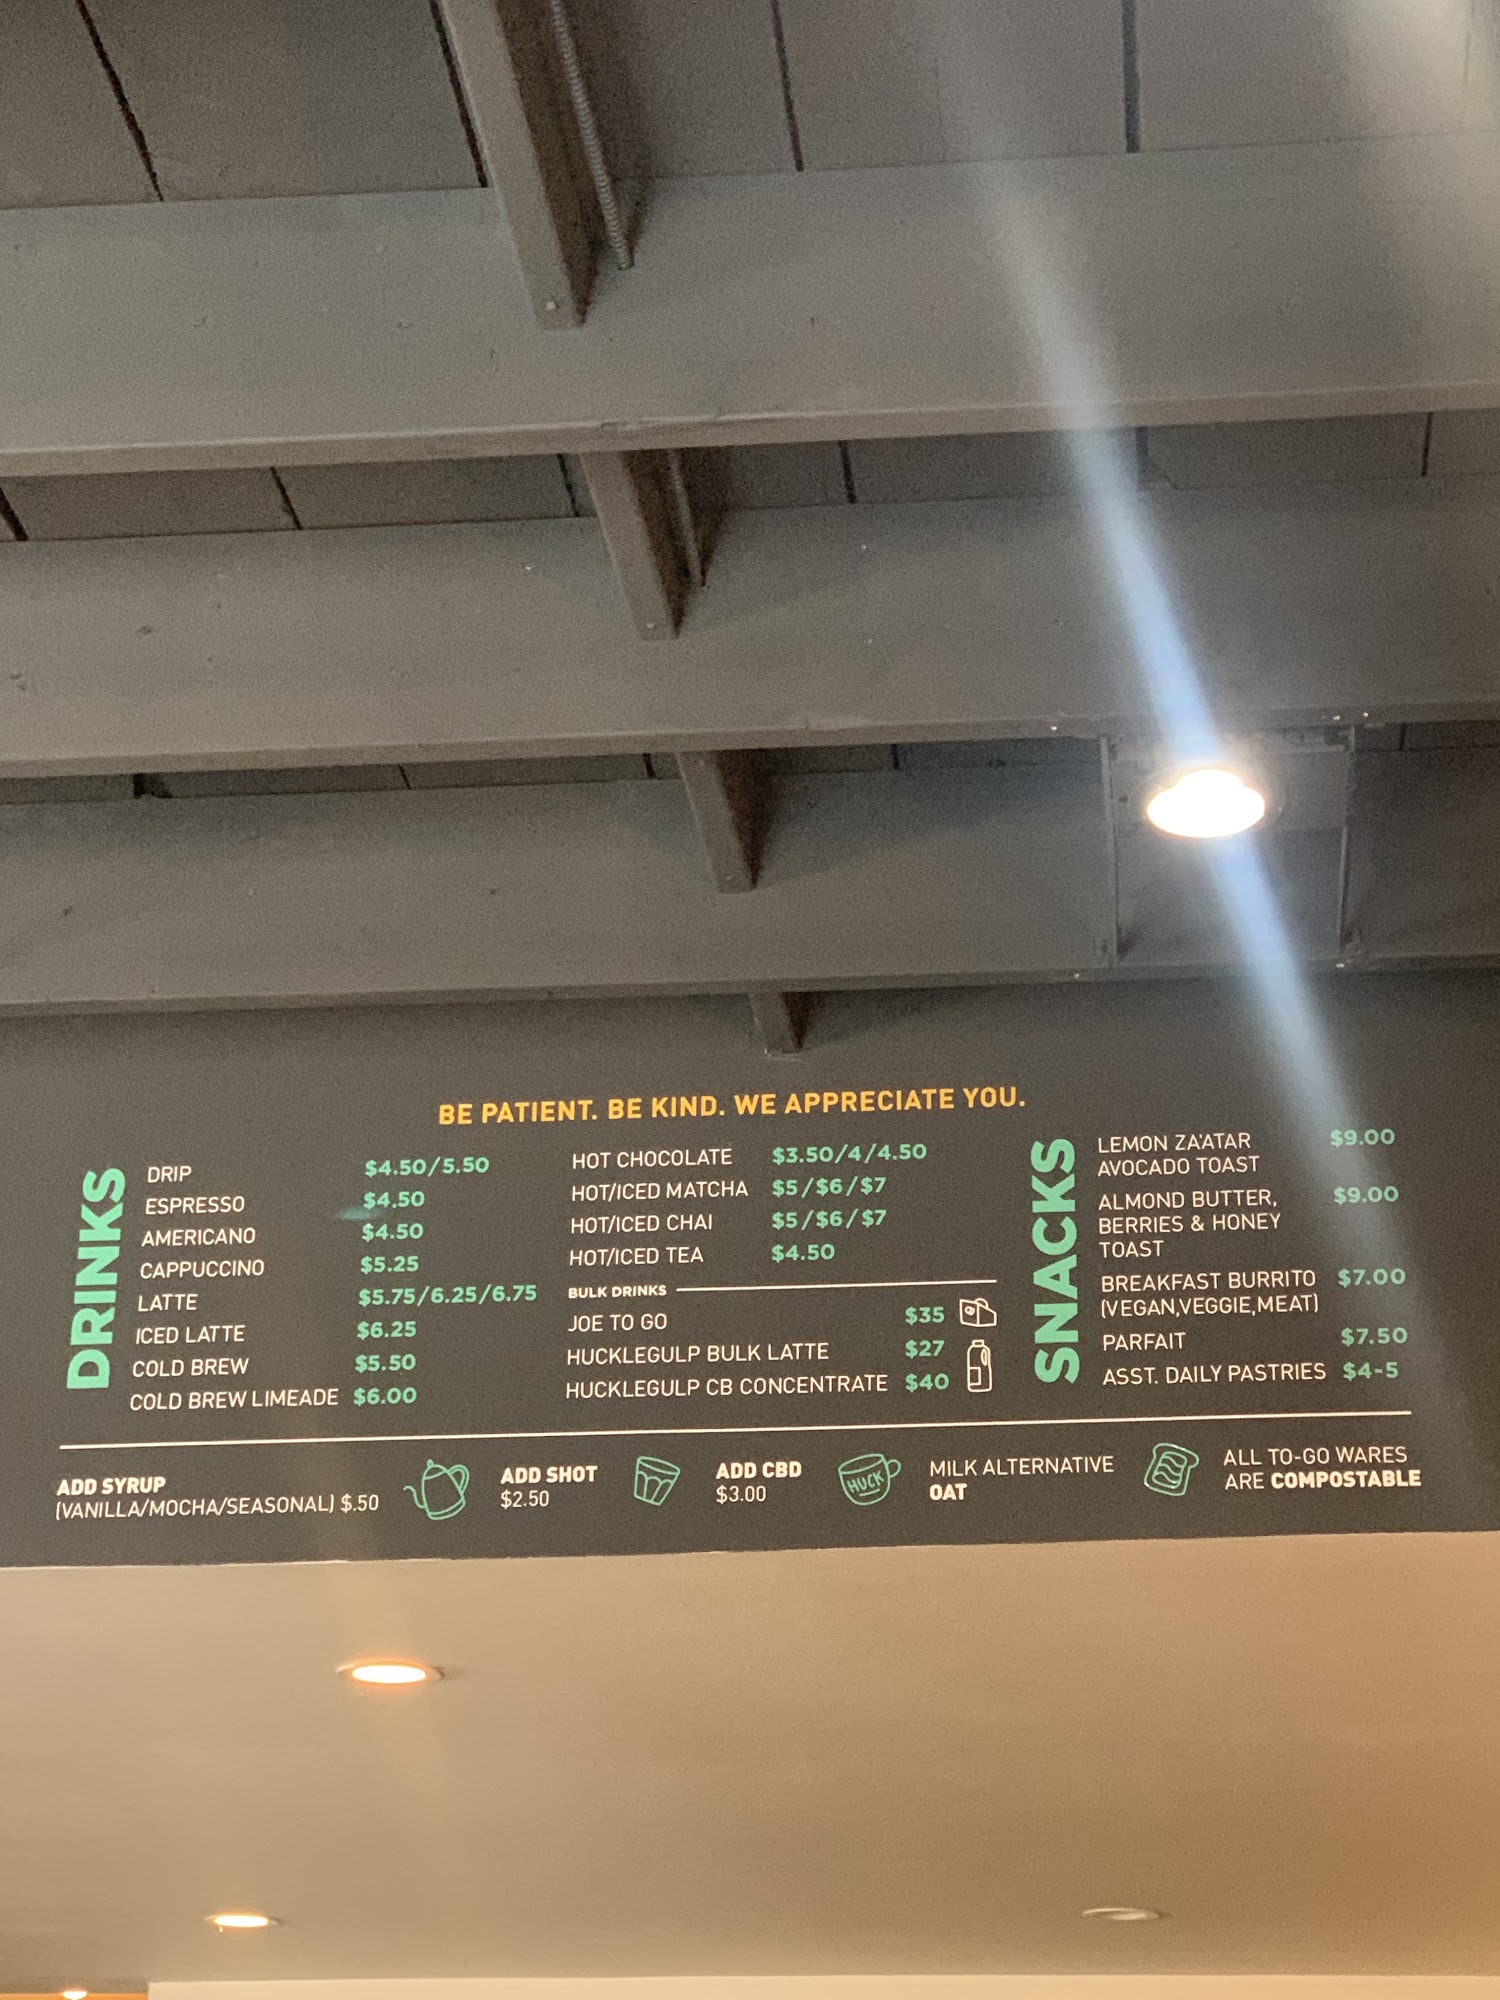 BE PATIENT. BE KIND. WE APPRECIATE YOU.
DRINKS
DRIP $4.50/5.50
ESPRESSO $4.50
AMERICANO $4.50
CAPPUCCINO $5.25
LATTE $5.75/6.25/6.75
ICED LATTE $6.25
COLD BREW $5.50
COLD BREW LIMEADE $6.00
HOT CHOCOLATE $3.50/4/4.50
HOT/ICED MATCHA $5/$6/$7
HOT/ICED CHAI $5/$6/$7
HOT/ICED TEA $4.50
BULK DRINKS
JOE TO GO $35
HUCKLEGULP BULK LATTE $27
HUCKLEGULP CB CONCENTRATE $40
SNACKS
LEMON ZA'ATAR $9.00
AVOCADO TOAST
ALMOND BUTTER, $9.00
BERRIES & HONEY
TOAST
BREAKFAST BURRITO $7.00
(VEGAN,VEGGIE,MEAT)
PARFAIT $7.50
ASST. DAILY PASTRIES $4-5
ADD SYRUP
(VANILLA/MOCHA/SEASONAL) $.50
ADD SHOT
$2.50
ADD CBD
$3.00
HUCK
MILK ALTERNATIVE
OAT
ALL TO-GO WARES
ARE COMPOSTABLE